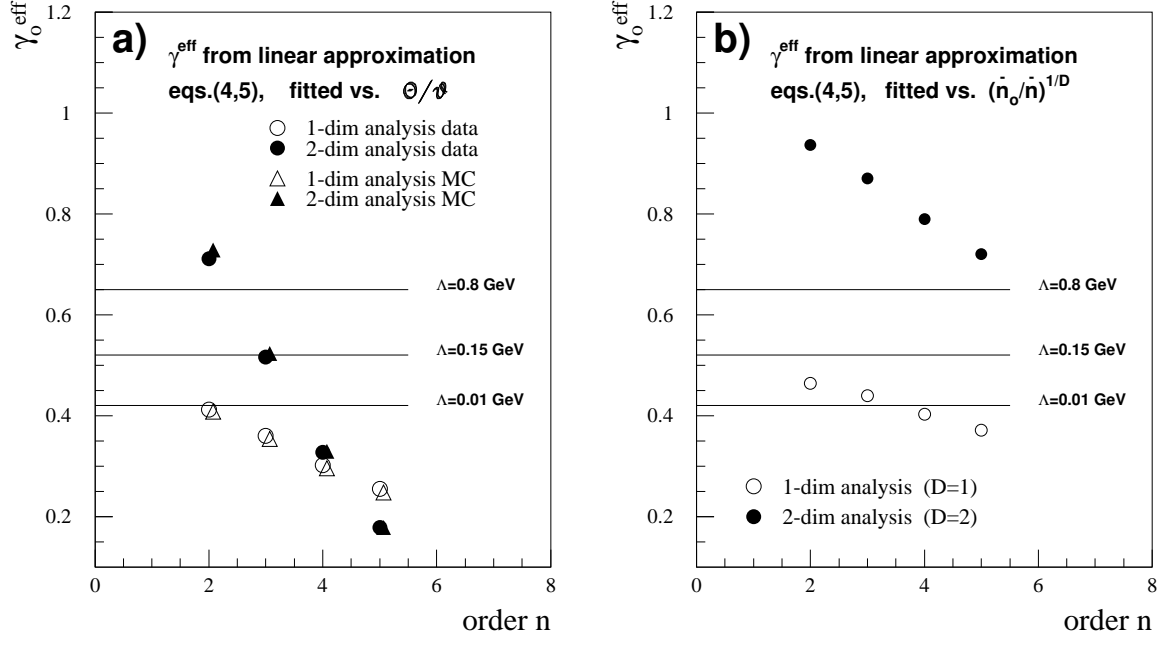 a)
γ^eff from linear approximation
eqs.(4,5), fitted vs. Θ/ϑ
1-dim analysis data
2-dim analysis data
1-dim analysis MC
2-dim analysis MC
Λ=0.8 GeV
Λ=0.15 GeV
Λ=0.01 GeV
γ_o^eff
1.2
1
0.8
0.6
0.4
0.2
0 2 4 6 8
order n
b)
γ^eff from linear approximation
eqs.(4,5), fitted vs. (n̄_o/n̄)^1/D
Λ=0.8 GeV
Λ=0.15 GeV
Λ=0.01 GeV
1-dim analysis (D=1)
2-dim analysis (D=2)
γ_o^eff
1.2
1
0.8
0.6
0.4
0.2
0 2 4 6 8
order n